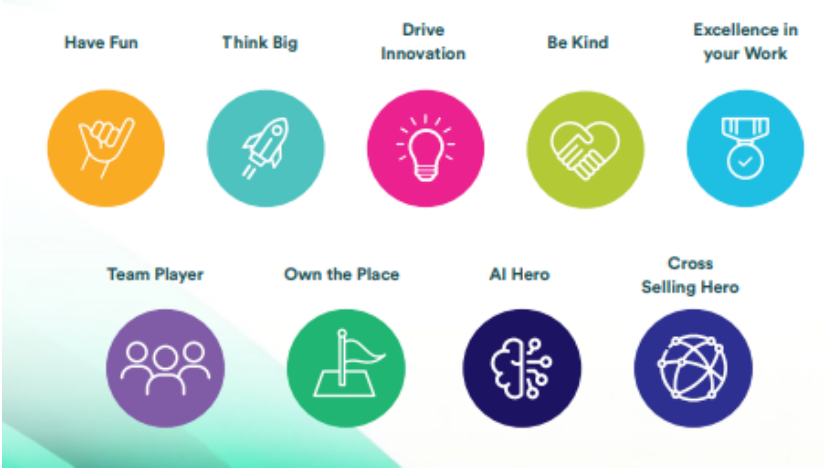 Have Fun
Think Big
Drive
Innovation
Be Kind
Excellence in
your Work
Team Player
Own the Place
AI Hero
Cross
Selling Hero